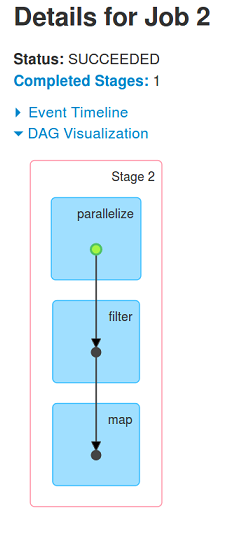 Details for Job 2
Status: SUCCEEDED
Completed Stages: 1
Event Timeline
DAG Visualization
Stage 2
parallelize
filter
map